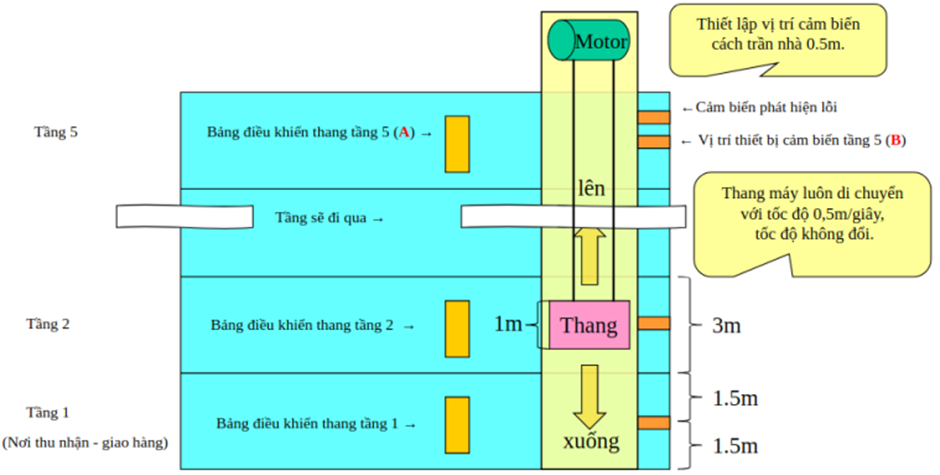 Thiết lập vị trí cảm biến
cách trần nhà 0.5m.
Motor
←Cảm biến phát hiện lỗi
Tầng 5
Bảng điều khiển thang tầng 5 (A) →
← Vị trí thiết bị cảm biến tầng 5 (B)
lên
Thang máy luôn di chuyển
với tốc độ 0,5m/giây,
tốc độ không đổi.
Tầng sẽ đi qua →
Tầng 2
Bảng điều khiển thang tầng 2 →
1m
Thang
3m
1.5m
Tầng 1
(Nơi thu nhận - giao hàng)
Bảng điều khiển thang tầng 1 →
xuống
1.5m